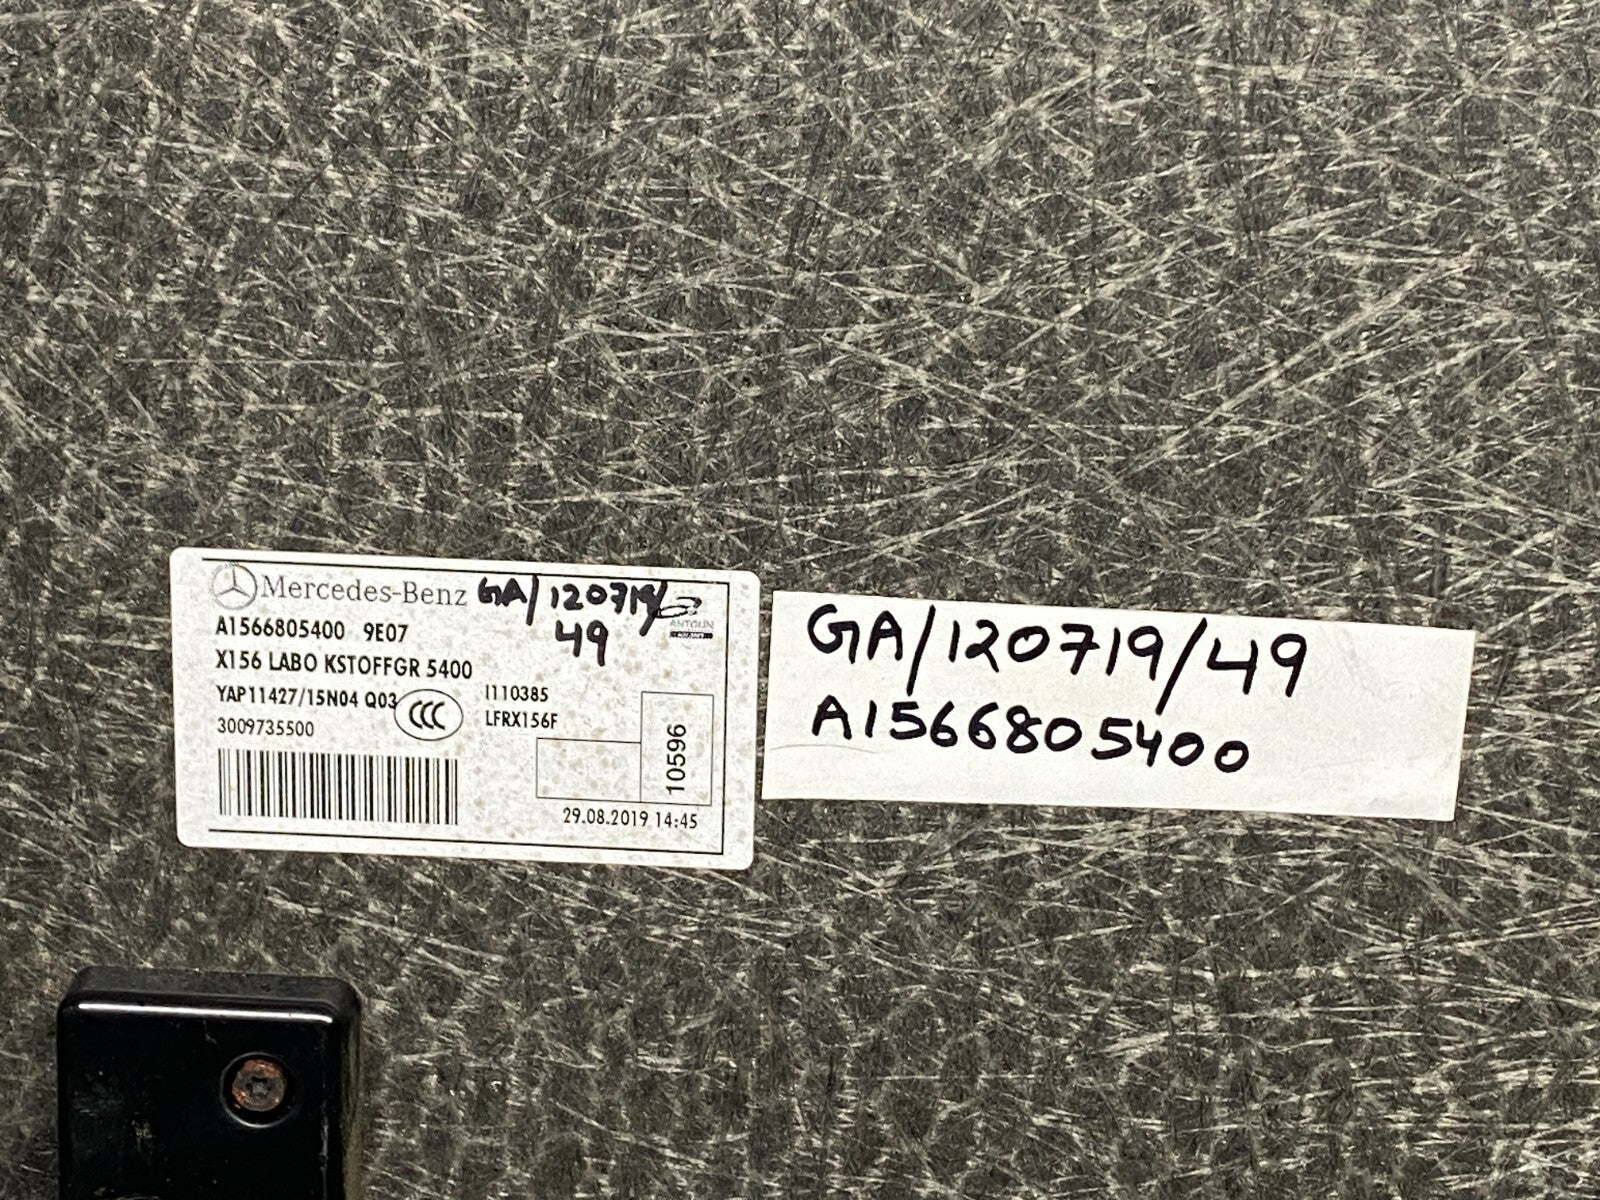 Mercedes-Benz GA/120719/
49
ANTOLIN
A1566805400 9E07
X156 LABO KSTOFFGR 5400
YAP11427/15N04 Q03
CCC
I110385
3009735500
LFRX156F
10596
29.08.2019 14:45
GA/120719/49
A1566805400